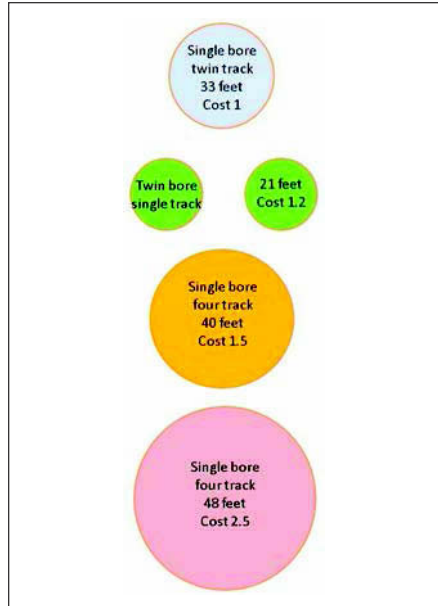 Single bore
twin track
33 feet
Cost 1
Twin bore
single track
21 feet
Cost 1.2
Single bore
four track
40 feet
Cost 1.5
Single bore
four track
48 feet
Cost 2.5